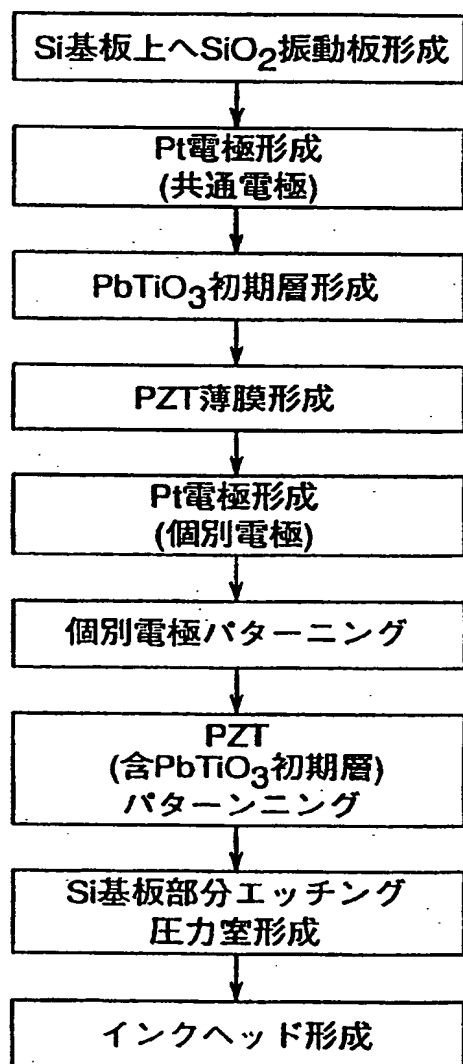 Si基板上へSiO2振動板形成
Pt電極形成
(共通電極)
PbTiO3初期層形成
PZT薄膜形成
Pt電極形成
(個別電極)
個別電極パターニング
PZT
(含PbTiO3初期層)
パターンニング
Si基板部分エッチング
圧力室形成
インクヘッド形成